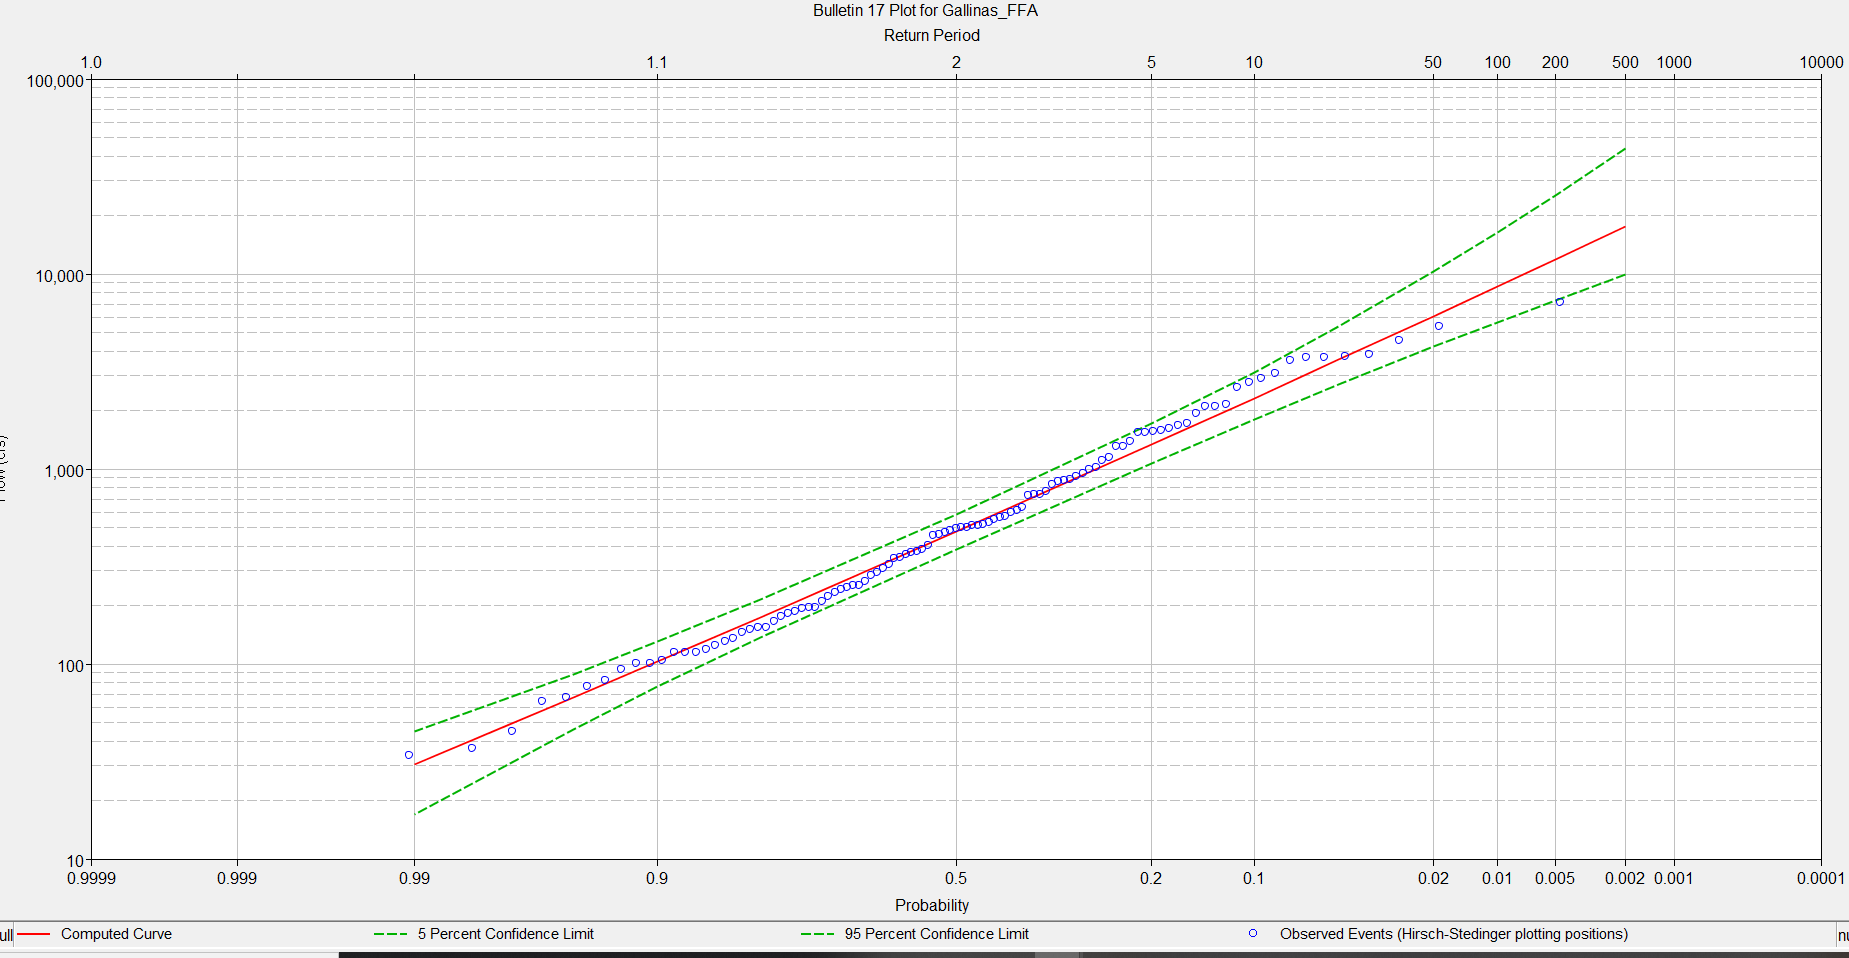 Bulletin 17 Plot for Gallinas_FFA
Return Period
1.0 1.1 2 5 10 50 100 200 500 1000 10000
100,000
10,000
1,000
100
10
0.9999 0.999 0.99 0.9 0.5 0.2 0.1 0.02 0.01 0.005 0.002 0.001 0.0001
Probability
Computed Curve 5 Percent Confidence Limit 95 Percent Confidence Limit Observed Events (Hirsch-Stedinger plotting positions)